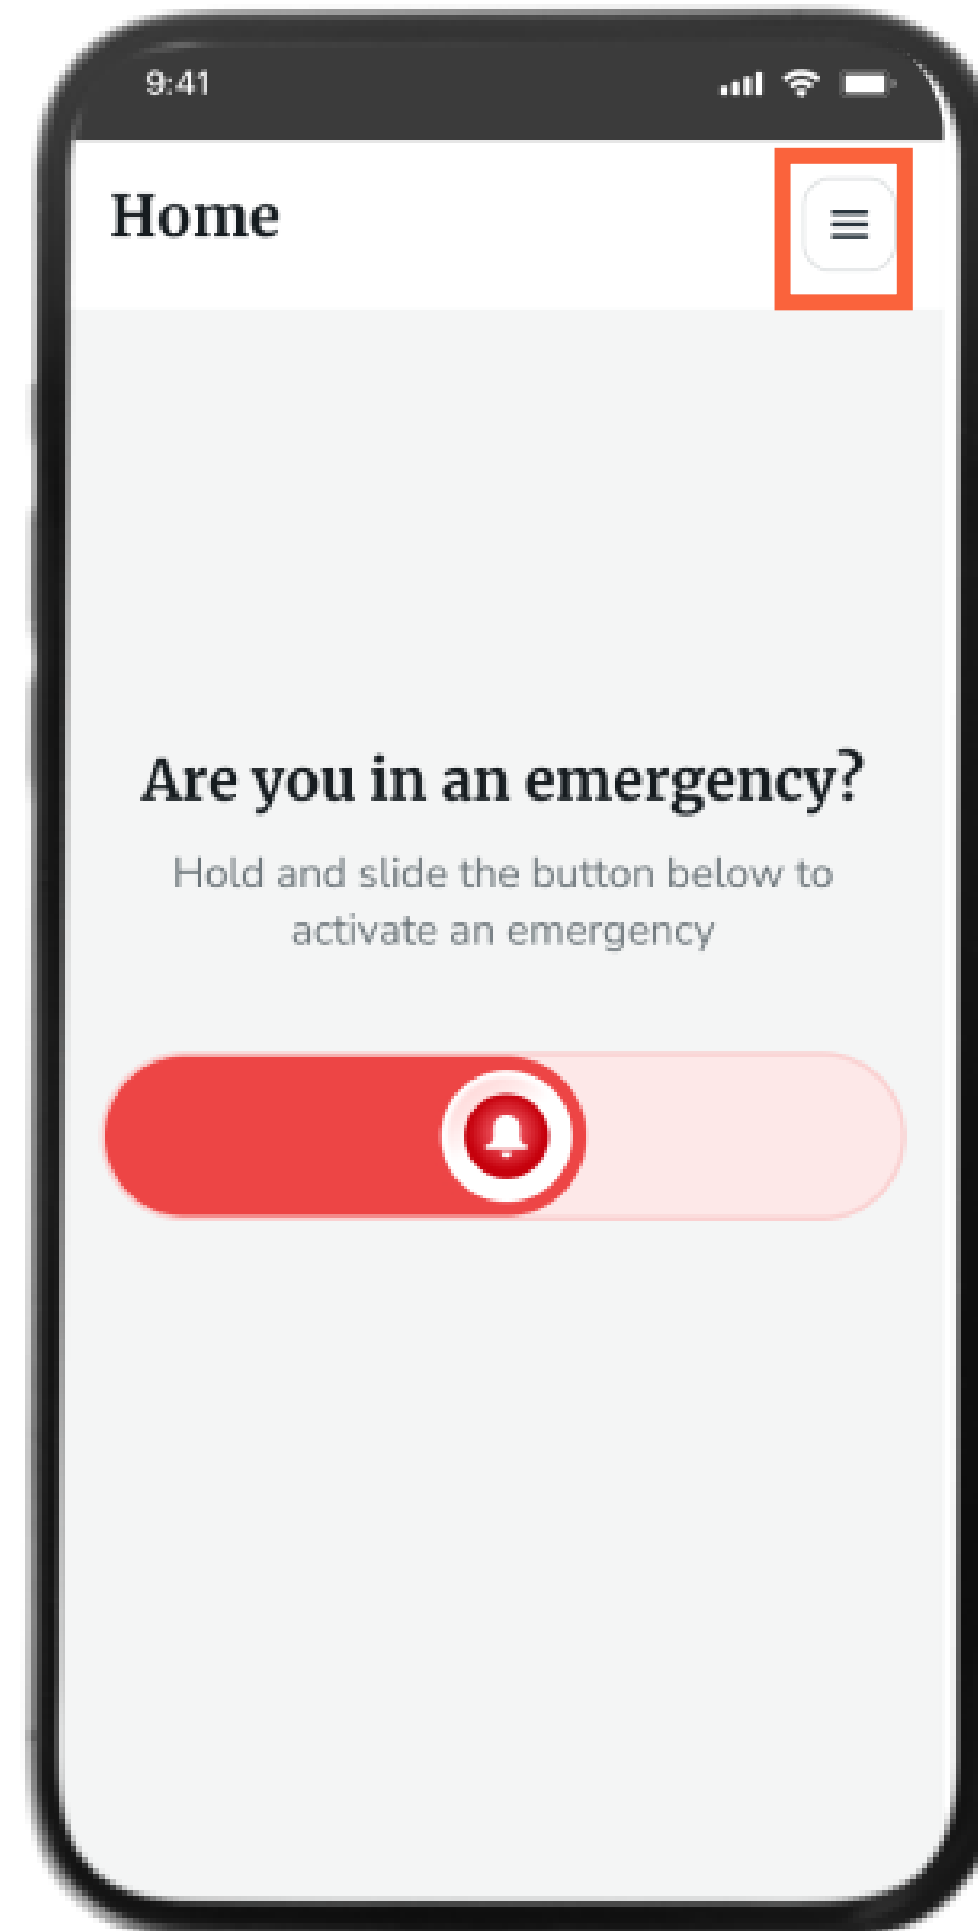 9:41
Home
Are you in an emergency?
Hold and slide the button below to
activate an emergency